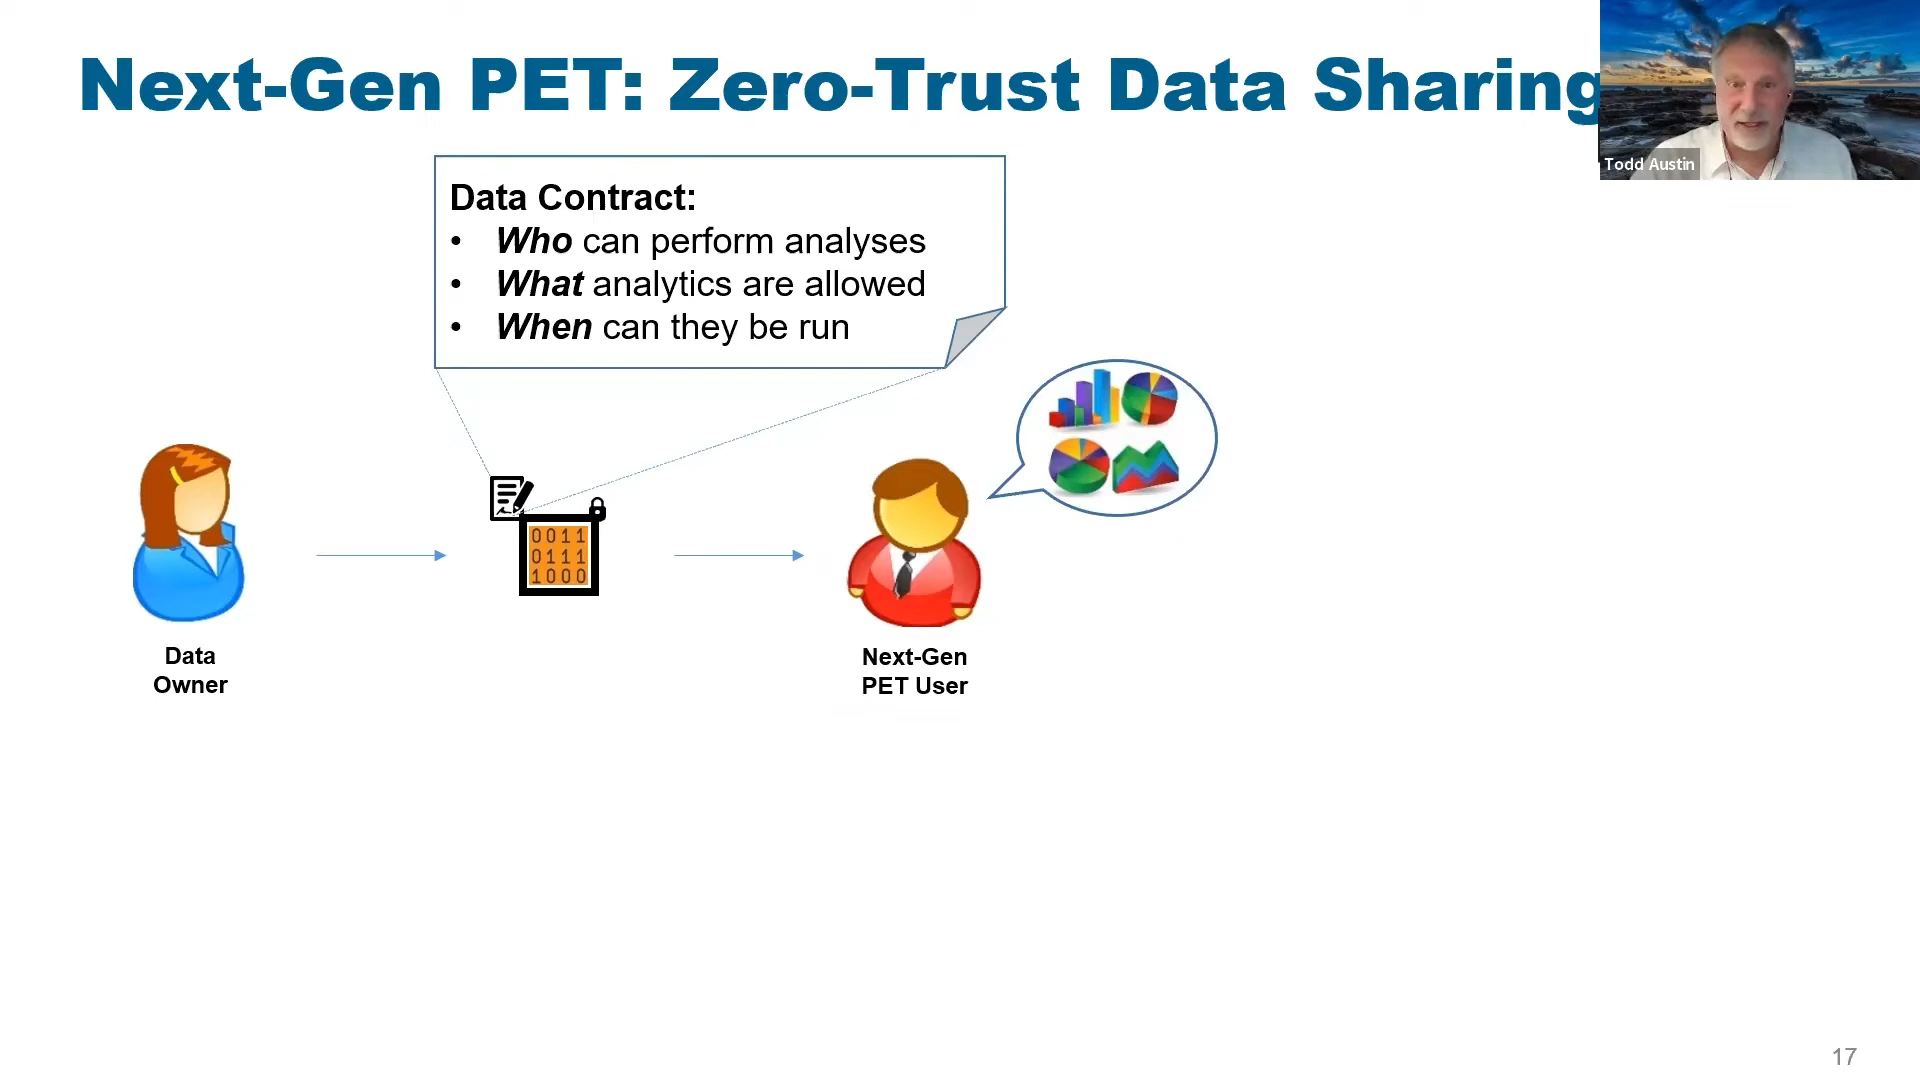 Next-Gen PET: Zero-Trust Data Sharing
Todd Austin
Data Contract:
• Who can perform analyses
• What analytics are allowed
• When can they be run
0011
0111
1000
Data
Owner
Next-Gen
PET User
17